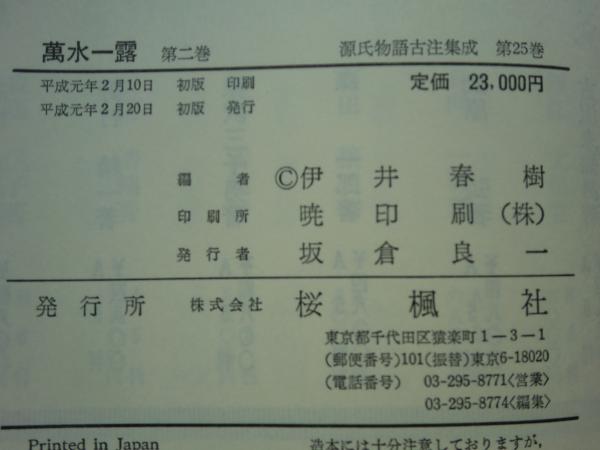 萬水一露 第二巻 源氏物語古注集成 第25巻
平成元年2月10日 初版 印刷 定価 23,000円
平成元年2月20日 初版 発行
編者 ©伊井春樹
印刷所 暁印刷(株)
発行者 坂倉良一
発行所 株式会社 桜楓社
東京都千代田区猿楽町1-3-1
(郵便番号)101(振替)東京6-18020
(電話番号) 03-295-8771〈営業〉
03-295-8774〈編集〉
Printed in Japan 造本には十分注意しておりますが,